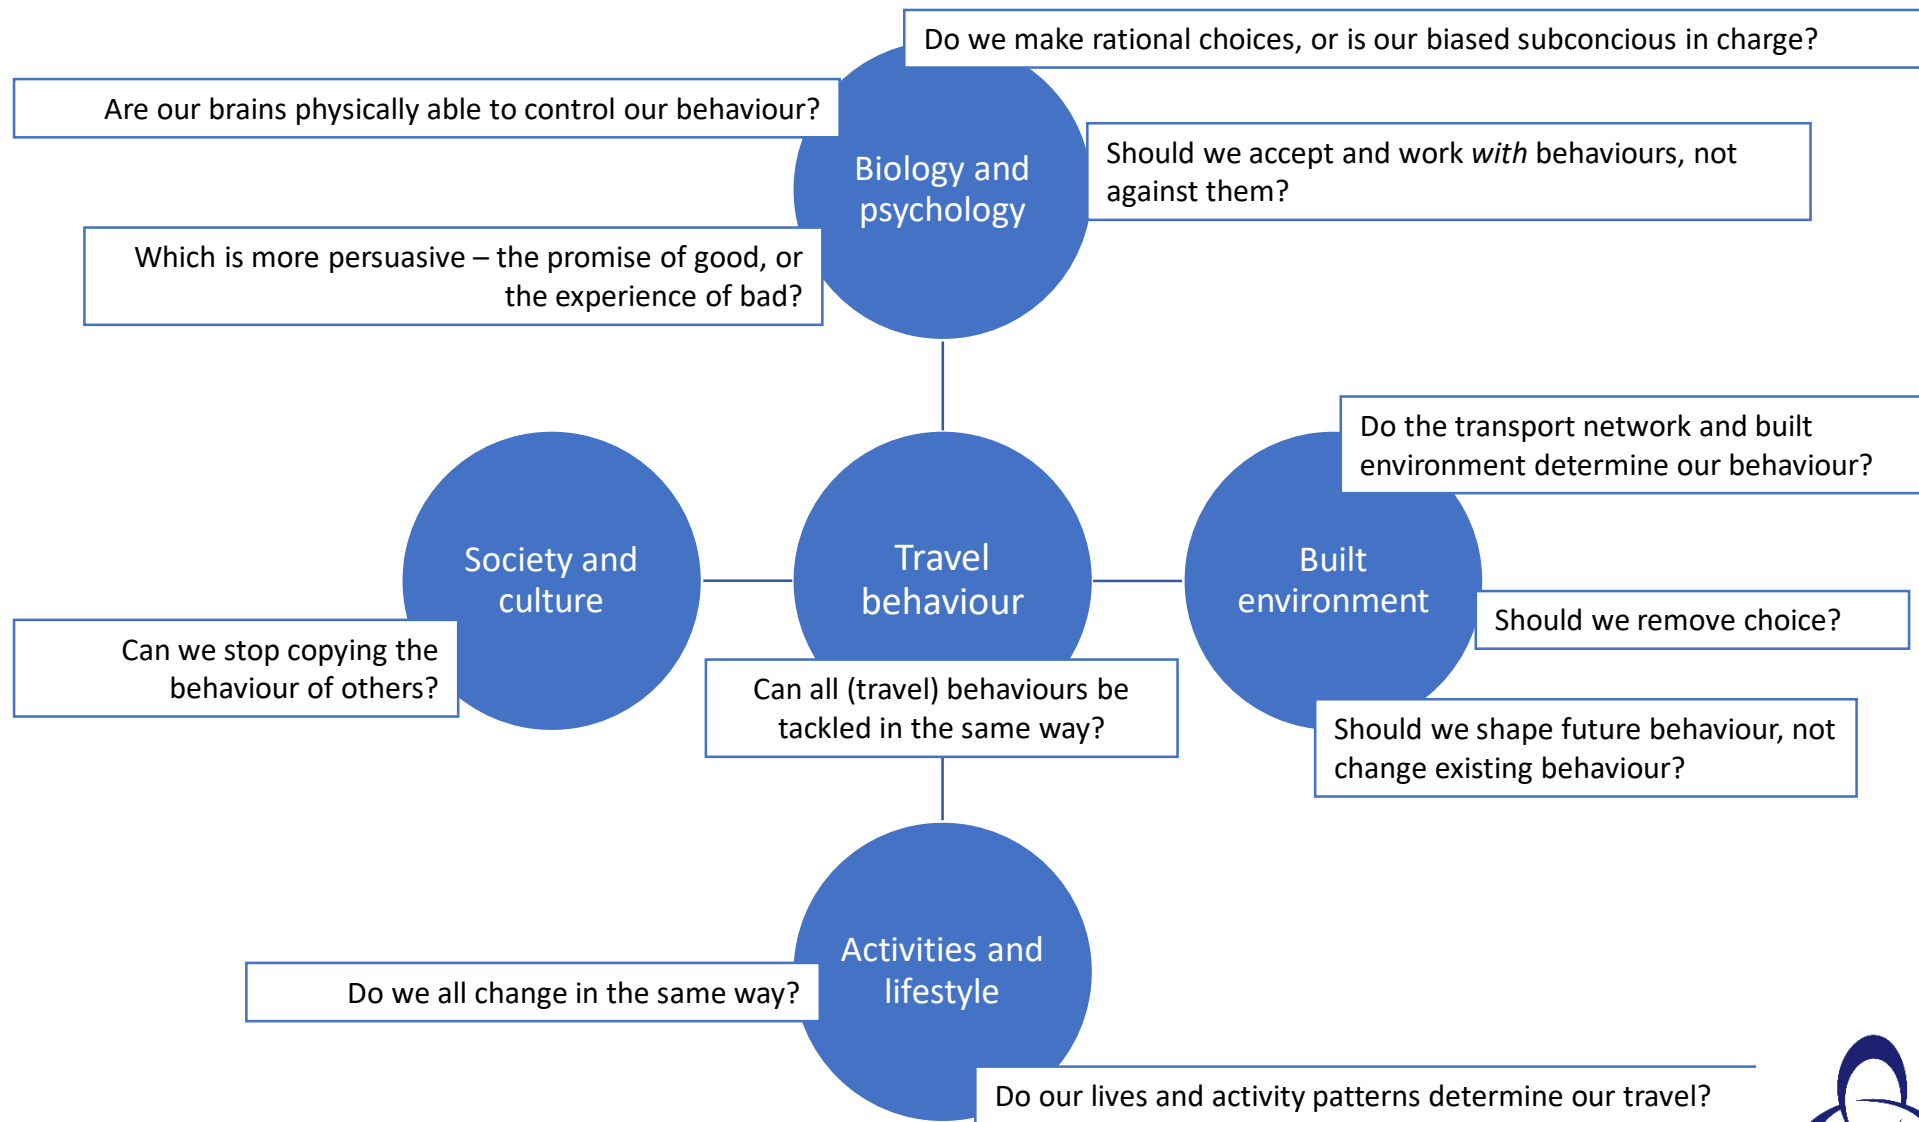 Do we make rational choices, or is our biased subconcious in charge?
Are our brains physically able to control our behaviour?
Biology and
psychology
Should we accept and work with behaviours, not
against them?
Which is more persuasive – the promise of good, or
the experience of bad?
Do the transport network and built
environment determine our behaviour?
Society and
culture
Travel
behaviour
Built
environment
Should we remove choice?
Can we stop copying the
behaviour of others?
Can all (travel) behaviours be
tackled in the same way?
Should we shape future behaviour, not
change existing behaviour?
Activities and
lifestyle
Do we all change in the same way?
Do our lives and activity patterns determine our travel?